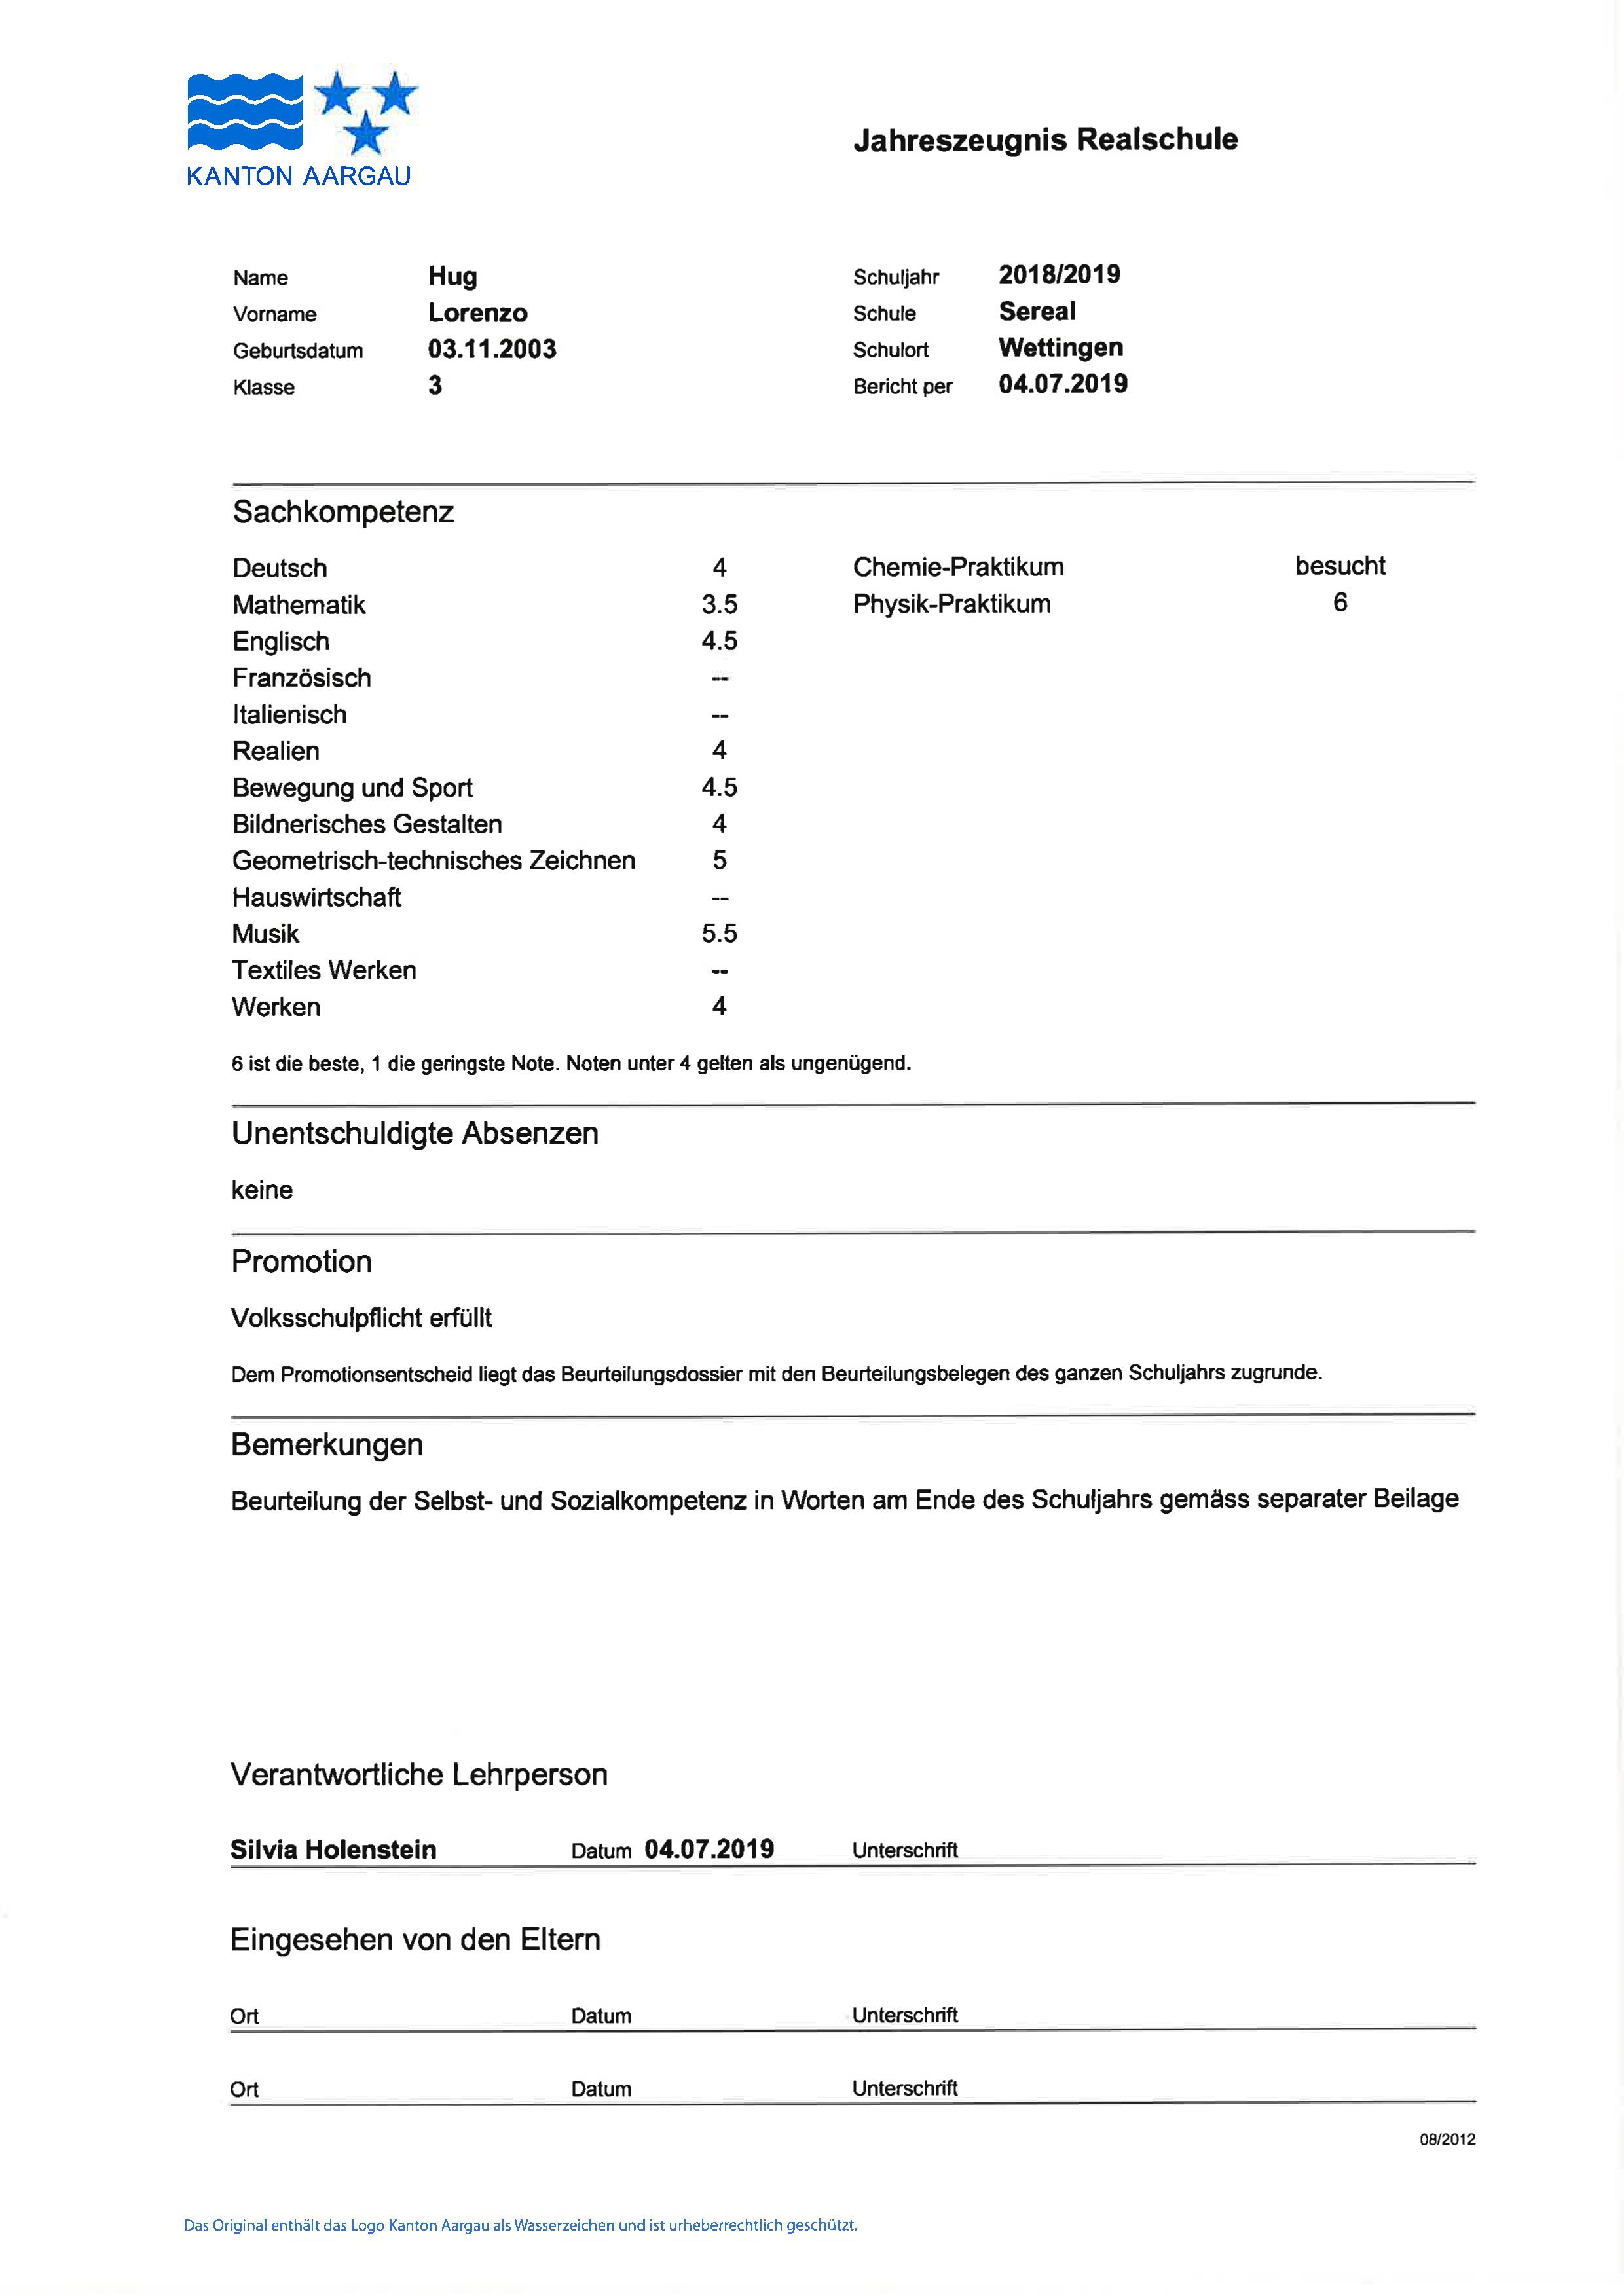 KANTON AARGAU
Jahreszeugnis Realschule
Name Hug Schuljahr 2018/2019
Vorname Lorenzo Schule Sereal
Geburtsdatum 03.11.2003 Schulort Wettingen
Klasse 3 Bericht per 04.07.2019
Sachkompetenz
Deutsch 4 Chemie-Praktikum besucht
Mathematik 3.5 Physik-Praktikum 6
Englisch 4.5
Französisch --
Italienisch --
Realien 4
Bewegung und Sport 4.5
Bildnerisches Gestalten 4
Geometrisch-technisches Zeichnen 5
Hauswirtschaft --
Musik 5.5
Textiles Werken --
Werken 4
6 ist die beste, 1 die geringste Note. Noten unter 4 gelten als ungenügend.
Unentschuldigte Absenzen
keine
Promotion
Volksschulpflicht erfüllt
Dem Promotionsentscheid liegt das Beurteilungsdossier mit den Beurteilungsbelegen des ganzen Schuljahrs zugrunde.
Bemerkungen
Beurteilung der Selbst- und Sozialkompetenz in Worten am Ende des Schuljahrs gemäss separater Beilage
Verantwortliche Lehrperson
Silvia Holenstein Datum 04.07.2019 Unterschrift
Eingesehen von den Eltern
Ort Datum Unterschrift
Ort Datum Unterschrift
08/2012
Das Original enthält das Logo Kanton Aargau als Wasserzeichen und ist urheberrechtlich geschützt.